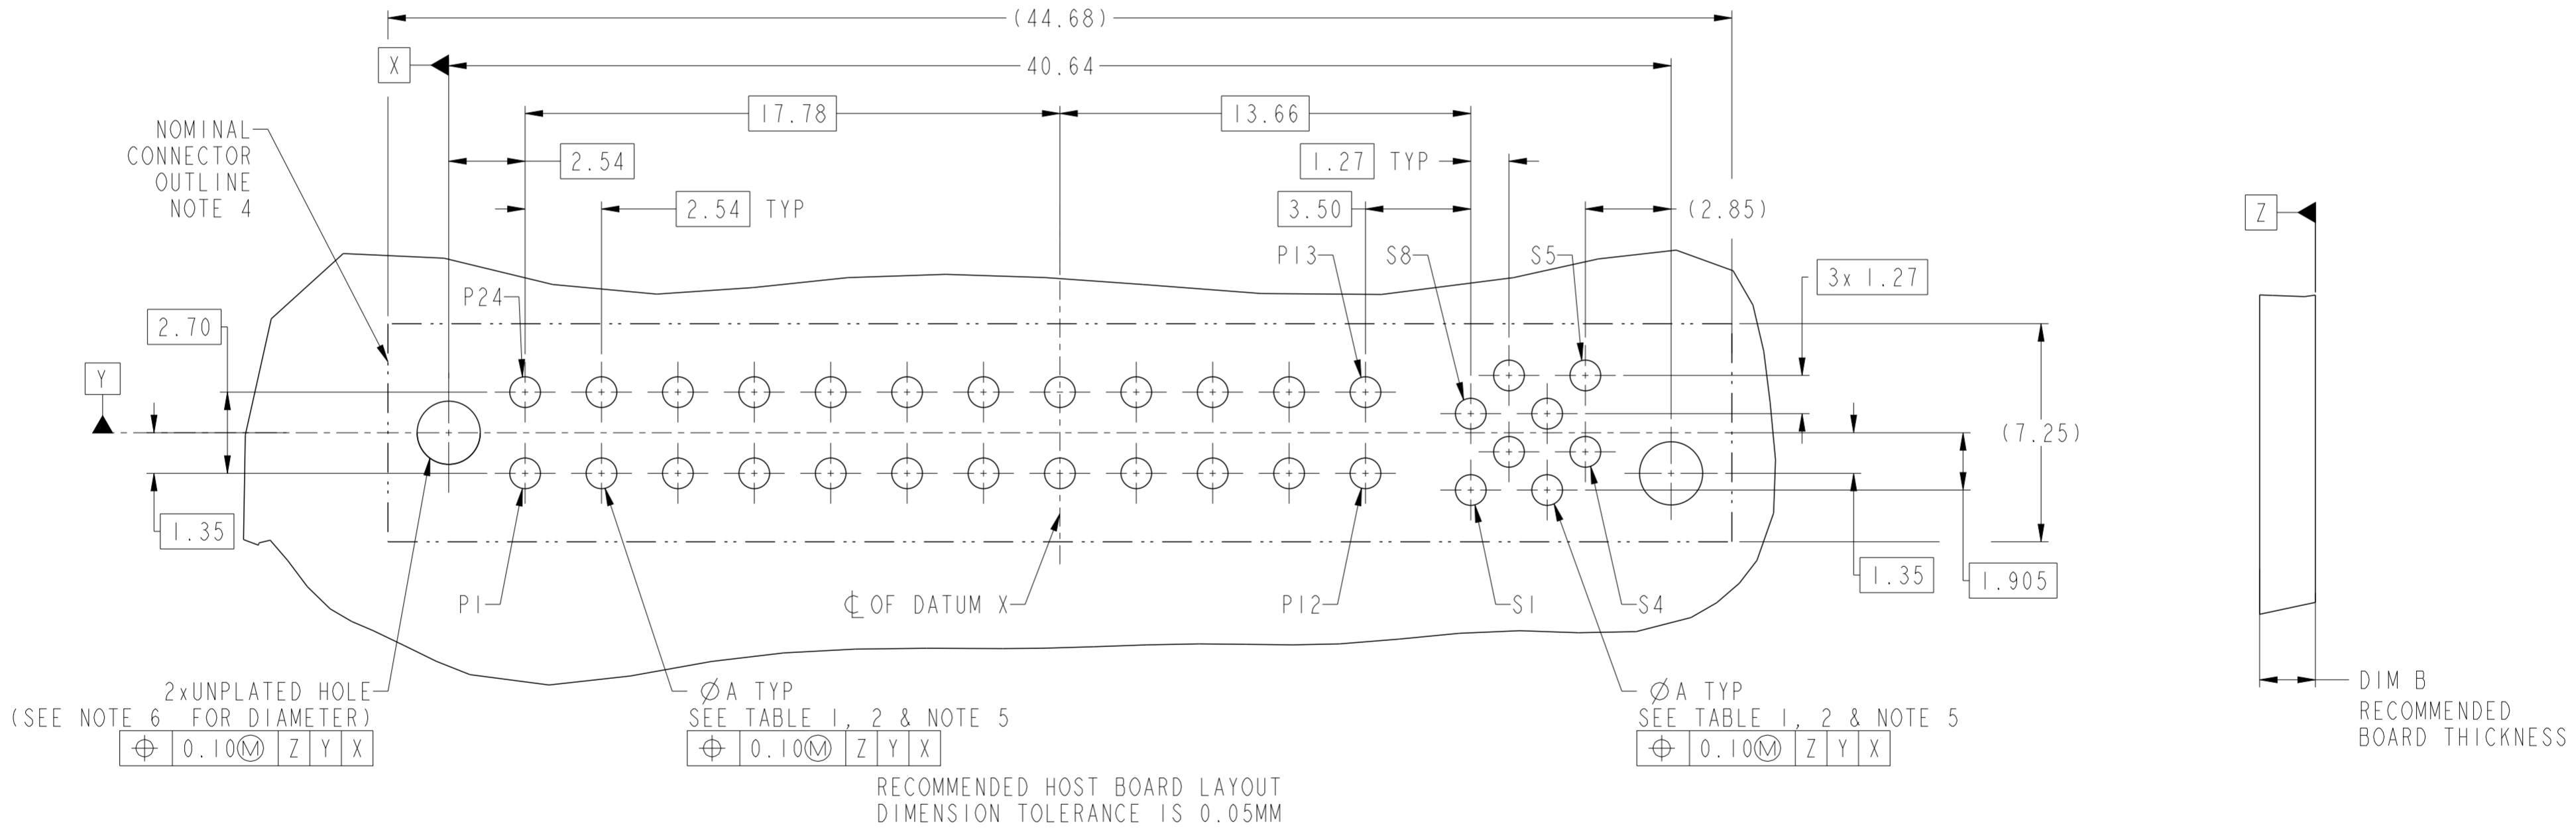 (44.68)
X
40.64
17.78
13.66
NOMINAL
CONNECTOR
OUTLINE
NOTE 4
2.54
1.27 TYP
2.54 TYP
3.50
(2.85)
Z
P13
S8
S5
3x 1.27
P24
2.70
Y
(7.25)
1.35
1.35
1.905
P1
℄ OF DATUM X
P12
S1
S4
2xUNPLATED HOLE
(SEE NOTE 6 FOR DIAMETER)
⌖ 0.10Ⓜ Z Y X
ØA TYP
SEE TABLE 1, 2 & NOTE 5
⌖ 0.10Ⓜ Z Y X
ØA TYP
SEE TABLE 1, 2 & NOTE 5
⌖ 0.10Ⓜ Z Y X
DIM B
RECOMMENDED
BOARD THICKNESS
RECOMMENDED HOST BOARD LAYOUT
DIMENSION TOLERANCE IS 0.05MM